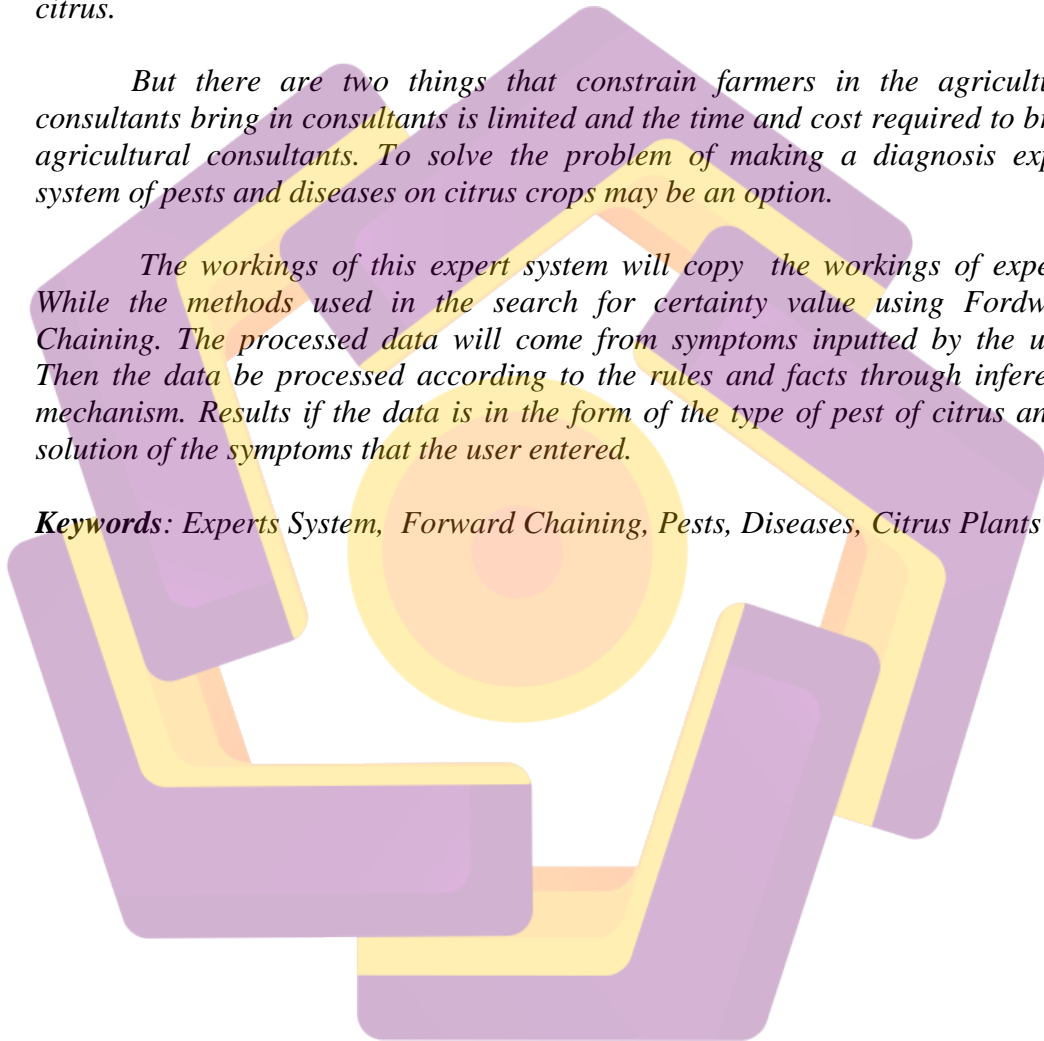 citrus.
But there are two things that constrain farmers in the agricultu
consultants bring in consultants is limited and the time and cost required to br
agricultural consultants. To solve the problem of making a diagnosis exp
system of pests and diseases on citrus crops may be an option.
The workings of this expert system will copy the workings of expe
While the methods used in the search for certainty value using Fordw
Chaining. The processed data will come from symptoms inputted by the u
Then the data be processed according to the rules and facts through infere
mechanism. Results if the data is in the form of the type of pest of citrus an
solution of the symptoms that the user entered.
Keywords: Experts System, Forward Chaining, Pests, Diseases, Citrus Plants